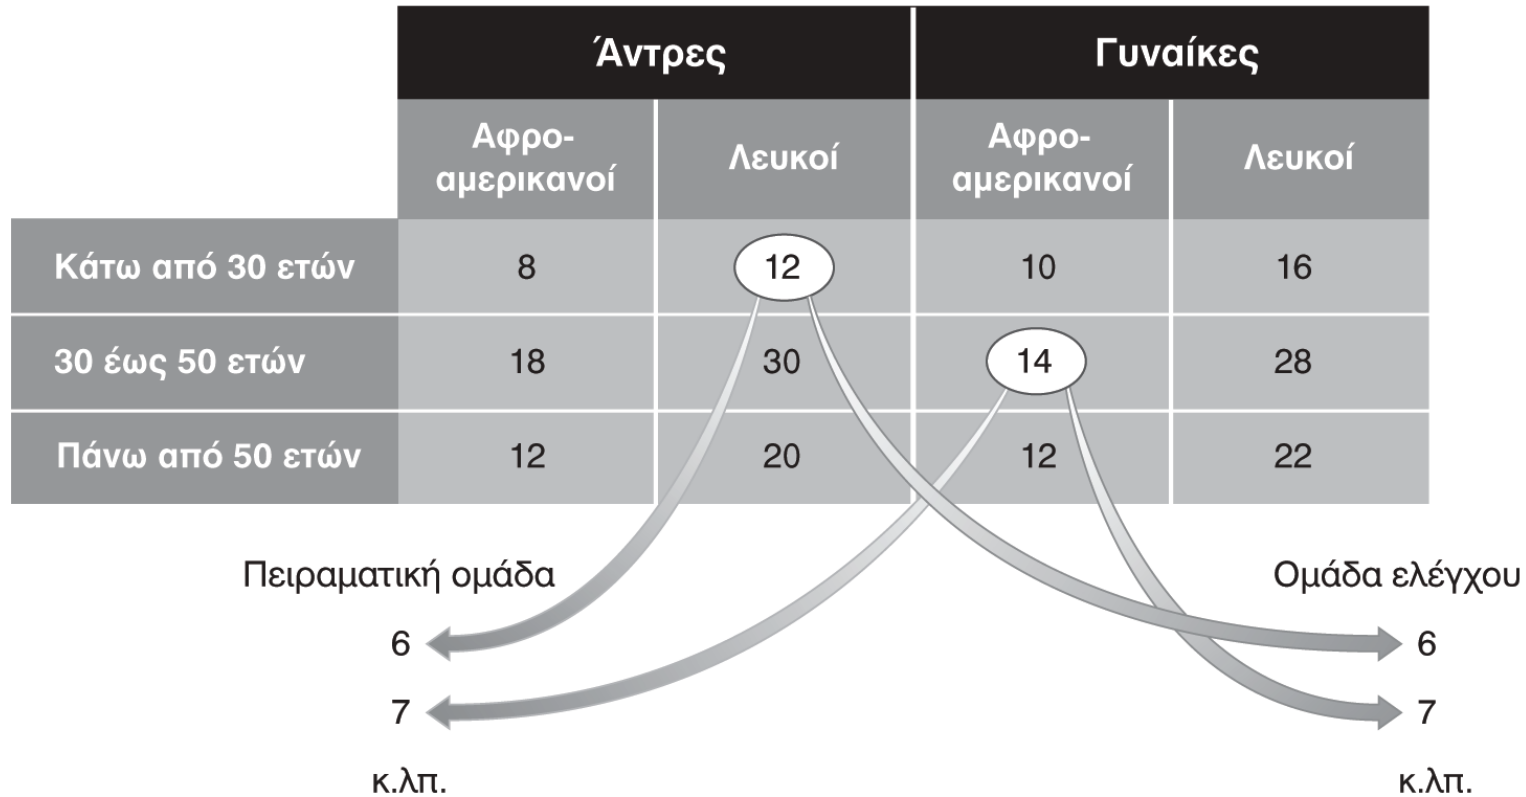 Άντρες Γυναίκες
Αφρο-
αμερικανοί Λευκοί Αφρο-
αμερικανοί Λευκοί
Κάτω από 30 ετών 8 12 10 16
30 έως 50 ετών 18 30 14 28
Πάνω από 50 ετών 12 20 12 22
Πειραματική ομάδα Ομάδα ελέγχου
6 6
7 7
κ.λπ. κ.λπ.